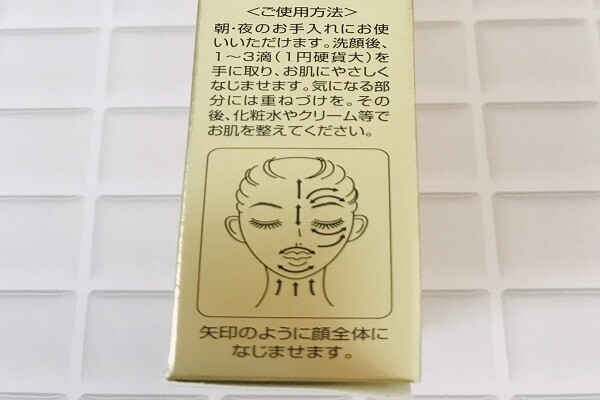 <ご使用方法>
朝・夜のお手入れにお使
いいただけます。洗顔後、
1〜3滴(1円硬貨大)を
手に取り、お肌にやさしく
なじませます。気になる部
分には重ねづけを。その
後、化粧水やクリーム等で
お肌を整えてください。
矢印のように顔全体に
なじませます。